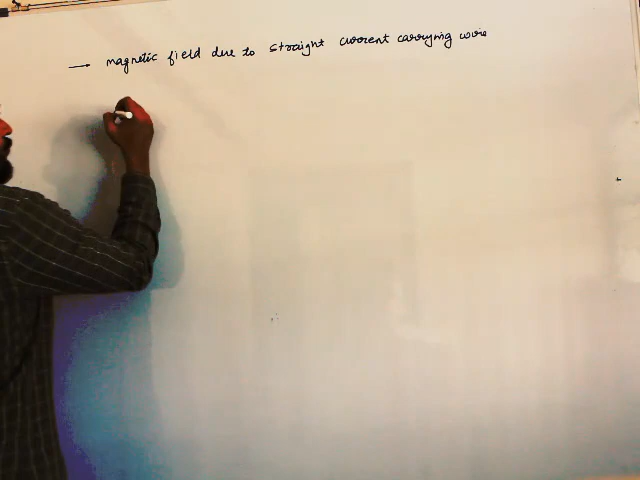 → magnetic field due to straight current carrying wire